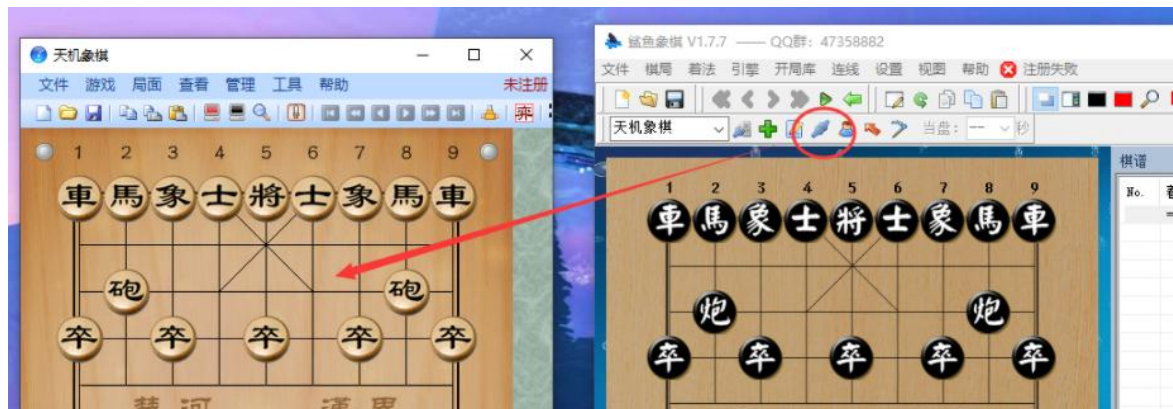 天机象棋
文件 游戏 局面 查看 管理 工具 帮助 未注册
弈
1 2 3 4 5 6 7 8 9
車 馬 象 士 將 士 象 馬 車
砲 砲
卒 卒 卒 卒 卒
鲨鱼象棋 V1.7.7 —— QQ群: 47358882
文件 棋局 着法 引擎 开局库 连线 设置 视图 帮助 注册失败
天机象棋 当盘: -- 秒
棋谱
No.
1 2 3 4 5 6 7 8 9
車 馬 象 士 將 士 象 馬 車
炮 炮
卒 卒 卒 卒 卒